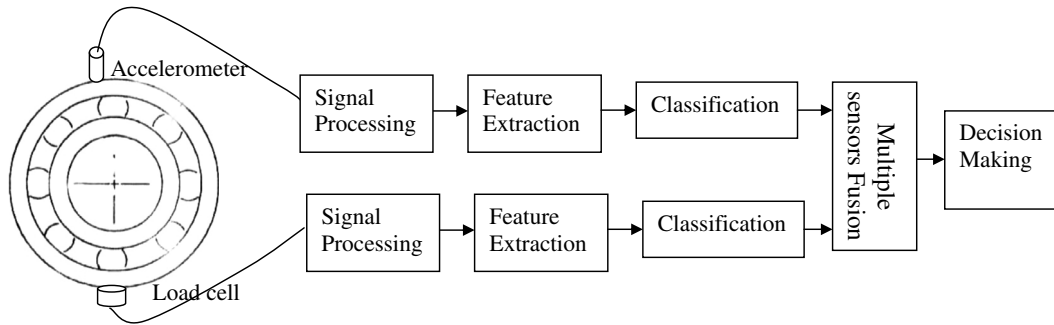 Accelerometer
Signal
Processing
Feature
Extraction
Classification
Multiple
sensors Fusion
Decision
Making
Signal
Processing
Feature
Extraction
Classification
Load cell